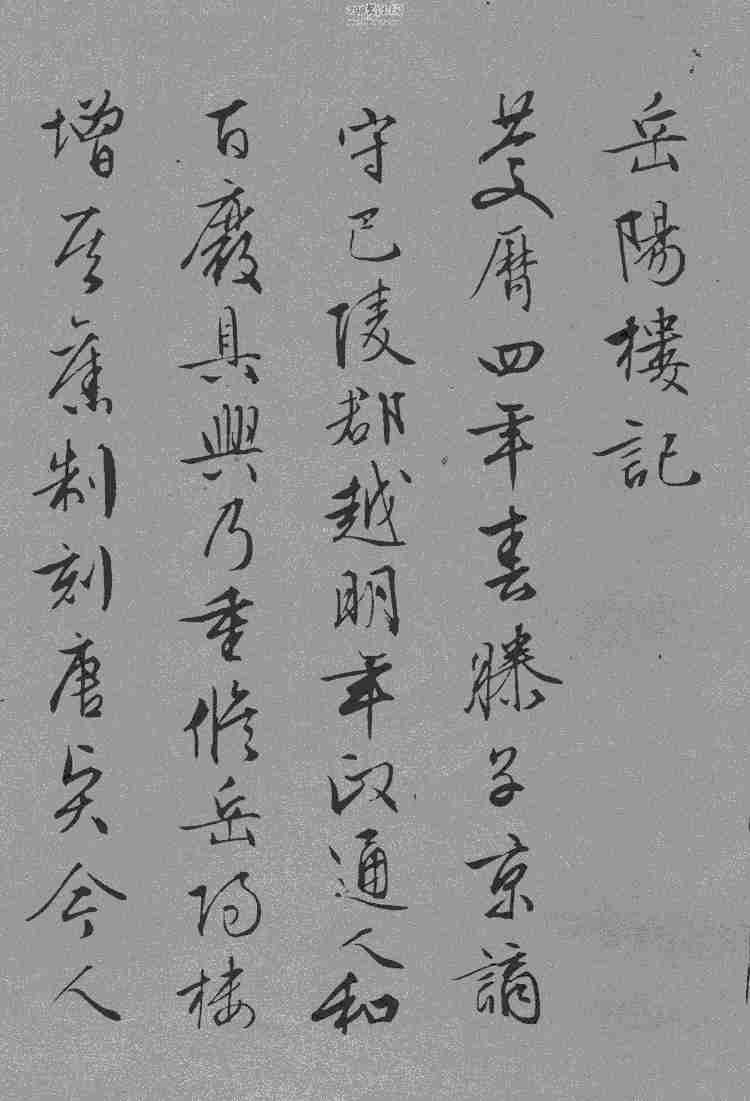 岳陽樓記
慶曆四年春滕子京謫
守巴陵郡越明年政通人和
百廢具興乃重修岳陽樓
增其舊制刻唐賢今人